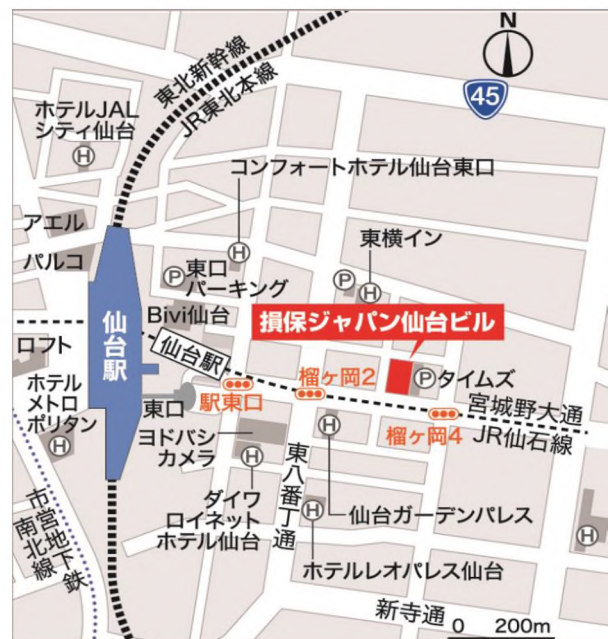 N
45
東北新幹線
JR東北本線
ホテルJAL
シティ仙台
H
コンフォートホテル仙台東口
H
アエル
パルコ
東横イン
P
H
P
東口
パーキング
Bivi仙台
損保ジャパン仙台ビル
仙台駅
仙台駅
ロフト
榴ヶ岡2
P
タイムズ
ホテル
メトロ
ポリタン
H
東口
駅東口
宮城野大通
榴ヶ岡4
JR仙石線
ヨドバシ
カメラ
H
東八番丁通
H
仙台ガーデンパレス
ダイワ
ロイネット
ホテル仙台
H
H
ホテルレオパレス仙台
市営地下鉄
南北線
新寺通
0 200m